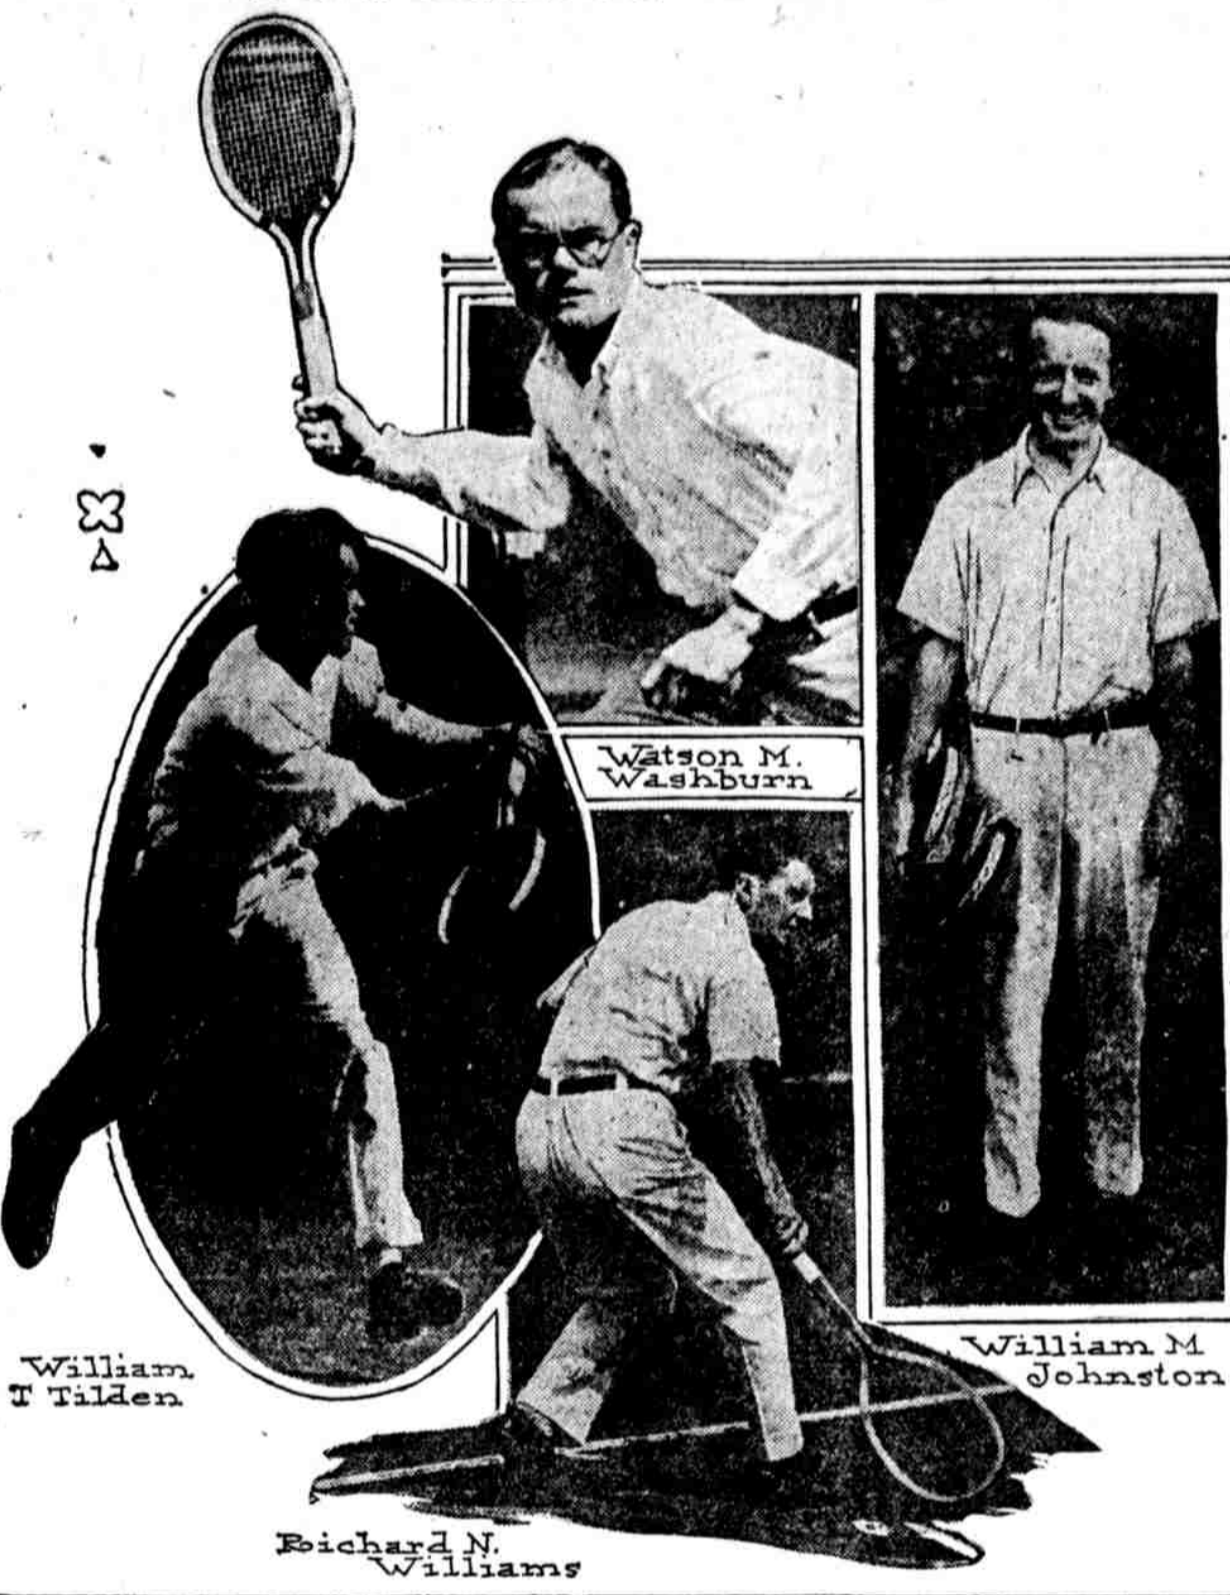 Watson M.
Washburn
William
T Tilden
William M
Johnston
Richard N.
Williams